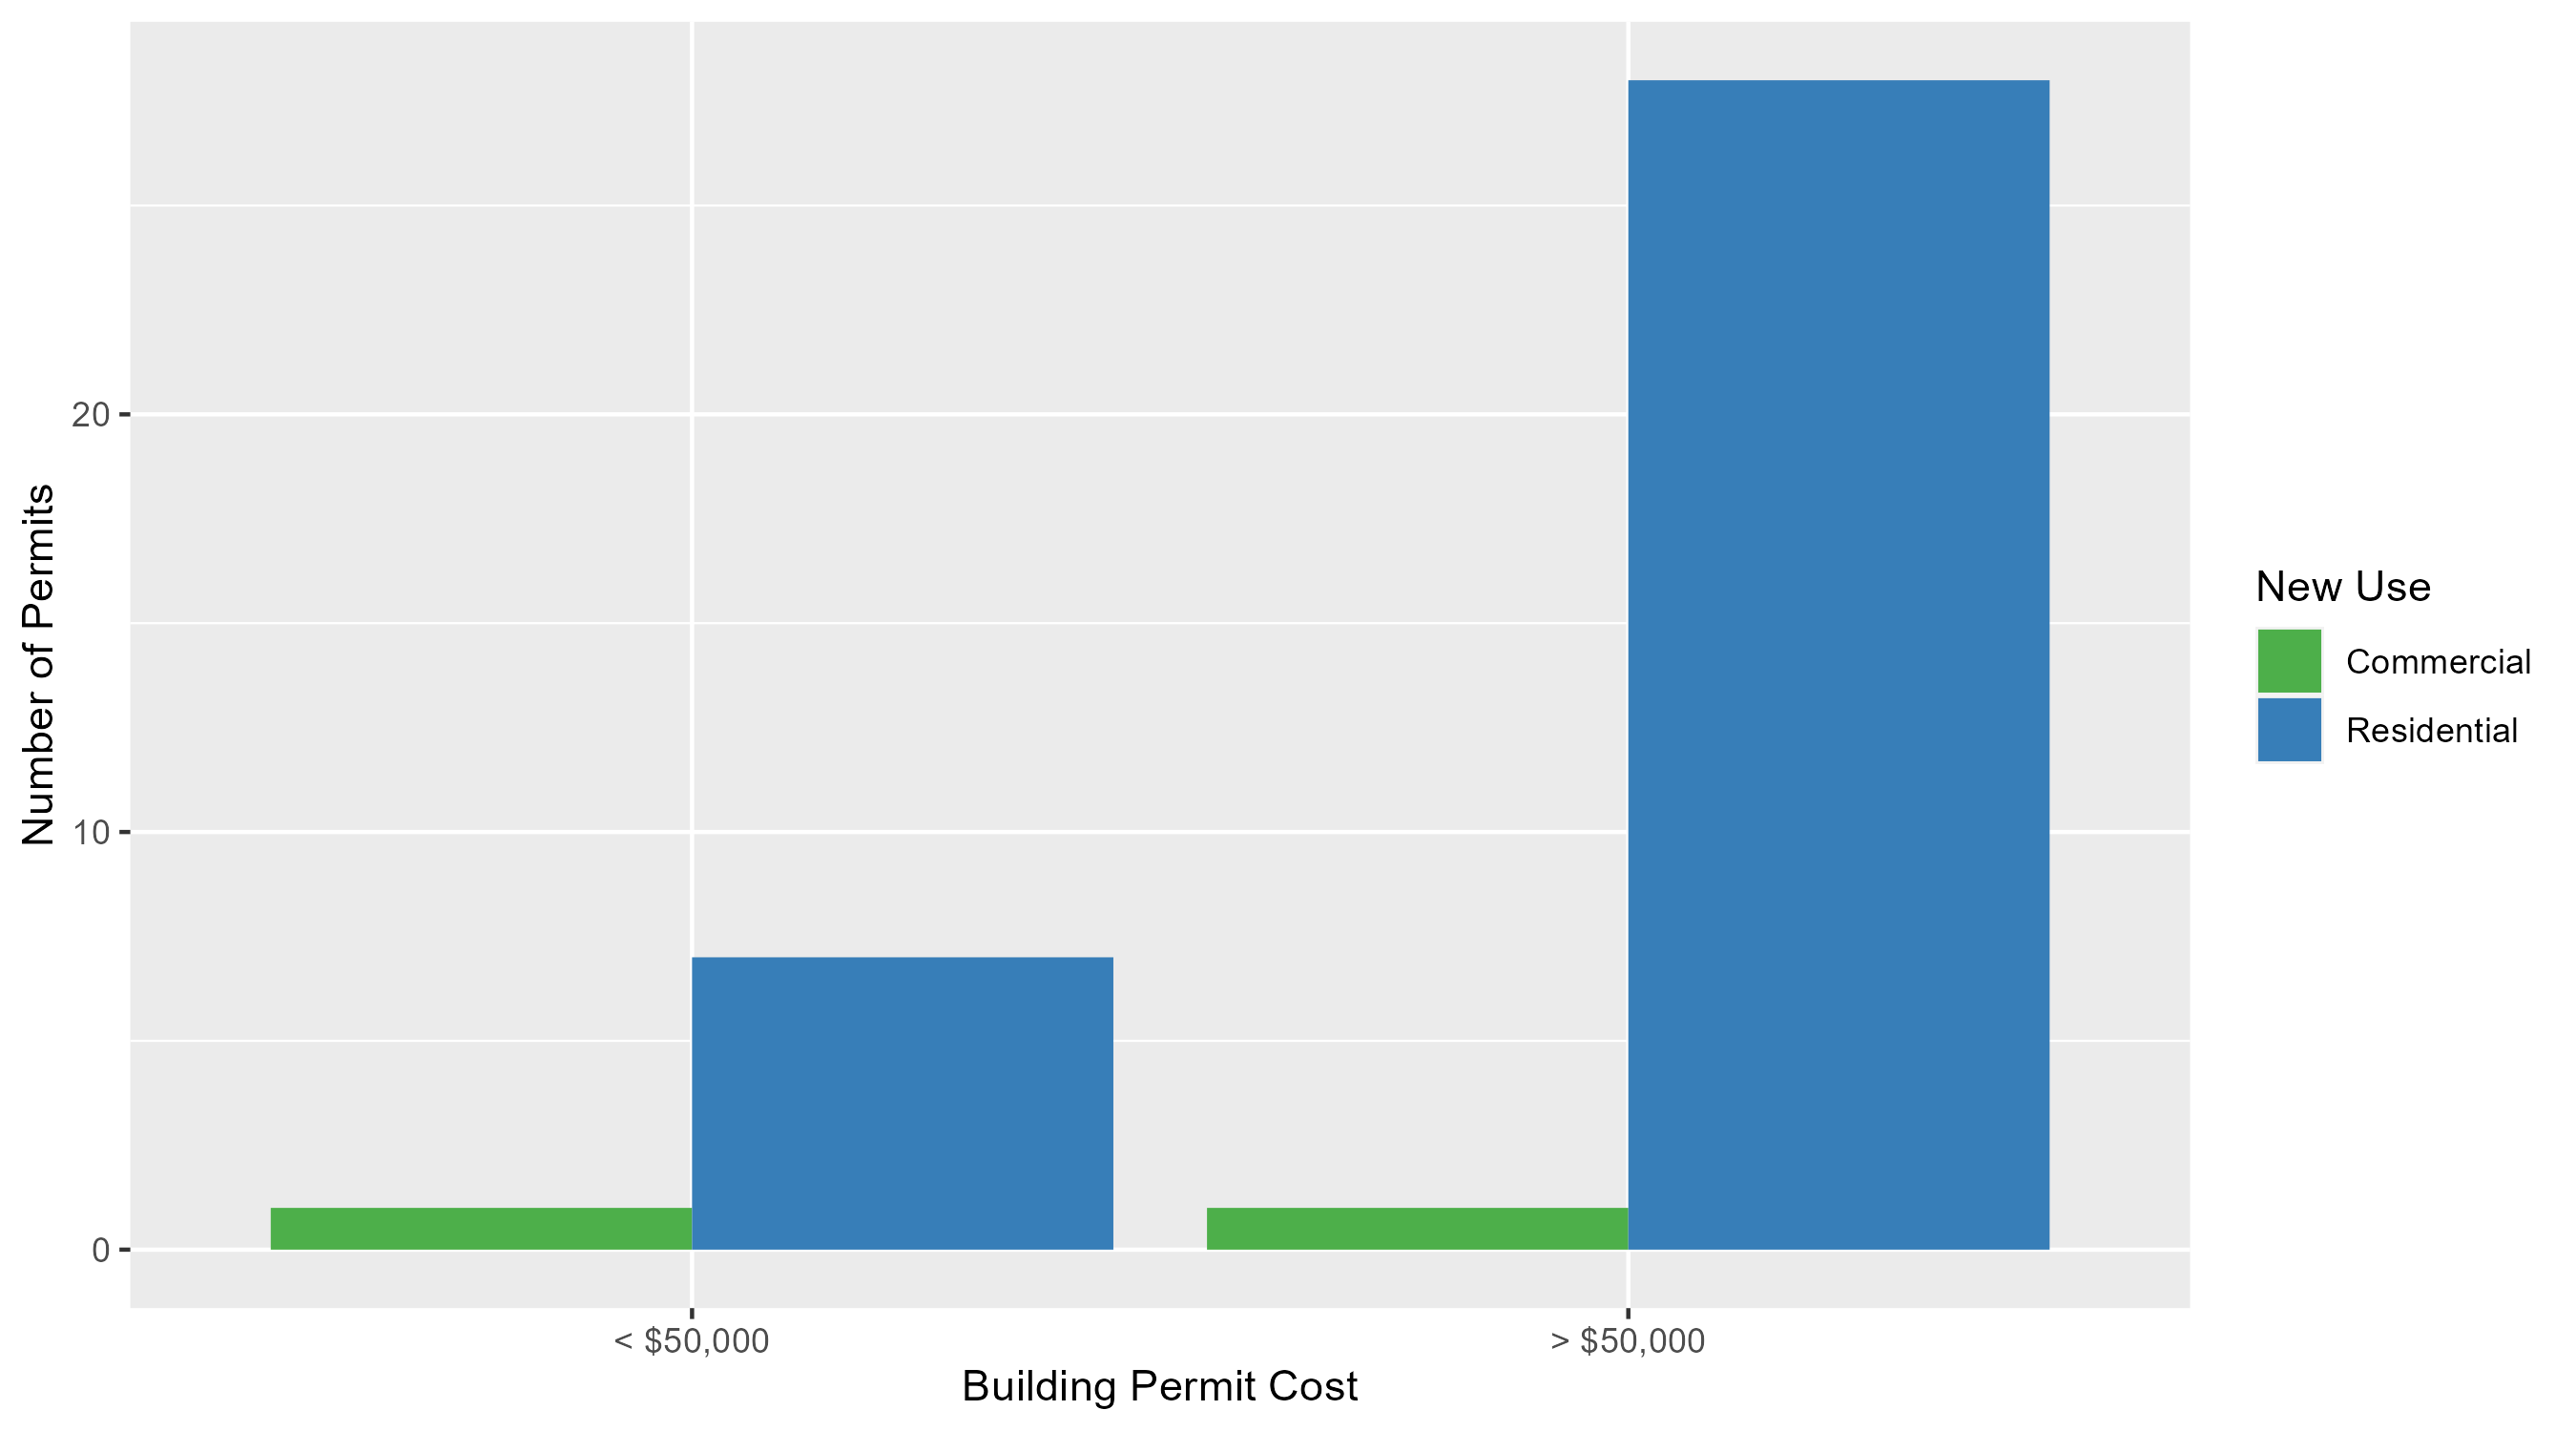 Number of Permits
20
10
0
< $50,000
> $50,000
Building Permit Cost
New Use
Commercial
Residential